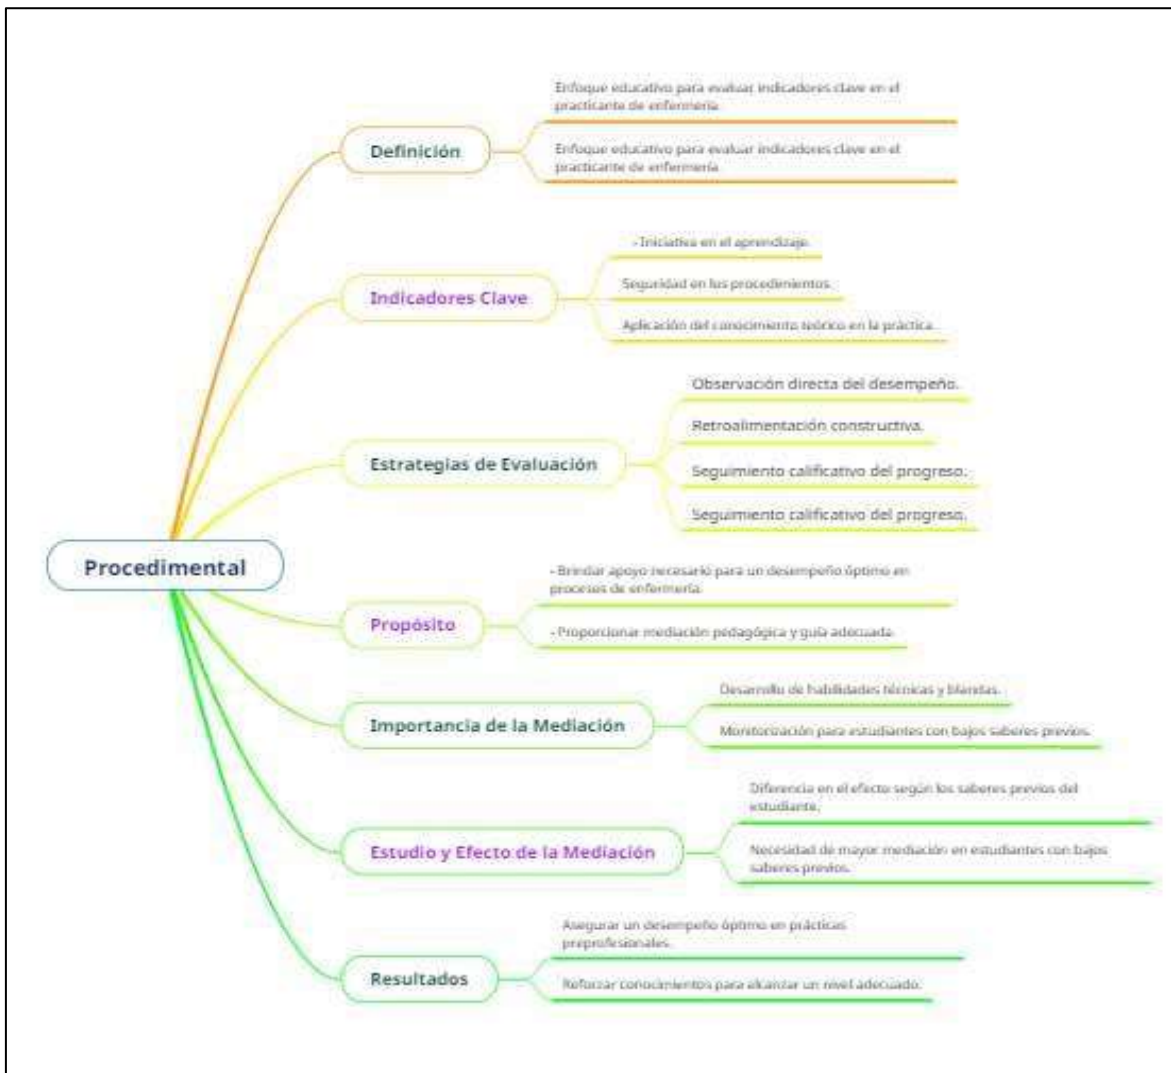 Procedimental
Definición
Enfoque educativo para evaluar indicadores clave en el
practicante de enfermería.
Enfoque educativo para evaluar indicadores clave en el
practicante de enfermería.
Indicadores Clave
- Iniciativa en el aprendizaje.
Seguridad en los procedimientos.
Aplicación del conocimiento teórico en la práctica.
Estrategias de Evaluación
Observación directa del desempeño.
Retroalimentación constructiva.
Seguimiento calificativo del progreso.
Seguimiento calificativo del progreso.
Propósito
- Brindar apoyo necesario para un desempeño óptimo en
procesos de enfermería.
- Proporcionar mediación pedagógica y guía adecuada.
Importancia de la Mediación
Desarrollo de habilidades técnicas y blandas.
Monitorización para estudiantes con bajos saberes previos.
Estudio y Efecto de la Mediación
Diferencia en el efecto según los saberes previos del
estudiante.
Necesidad de mayor mediación en estudiantes con bajos
saberes previos.
Resultados
Asegurar un desempeño óptimo en prácticas
preprofesionales.
Reforzar conocimientos para alcanzar un nivel adecuado.